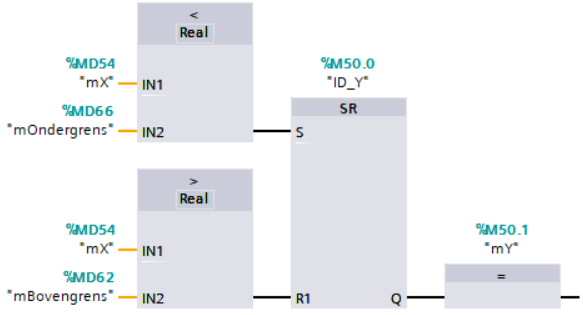 <
Real
%MD54
"mX"
IN1
%MD66
"mOndergrens"
IN2
%M50.0
"ID_Y"
SR
S
>
Real
%MD54
"mX"
IN1
%MD62
"mBovengrens"
IN2
R1
Q
%M50.1
"mY"
=